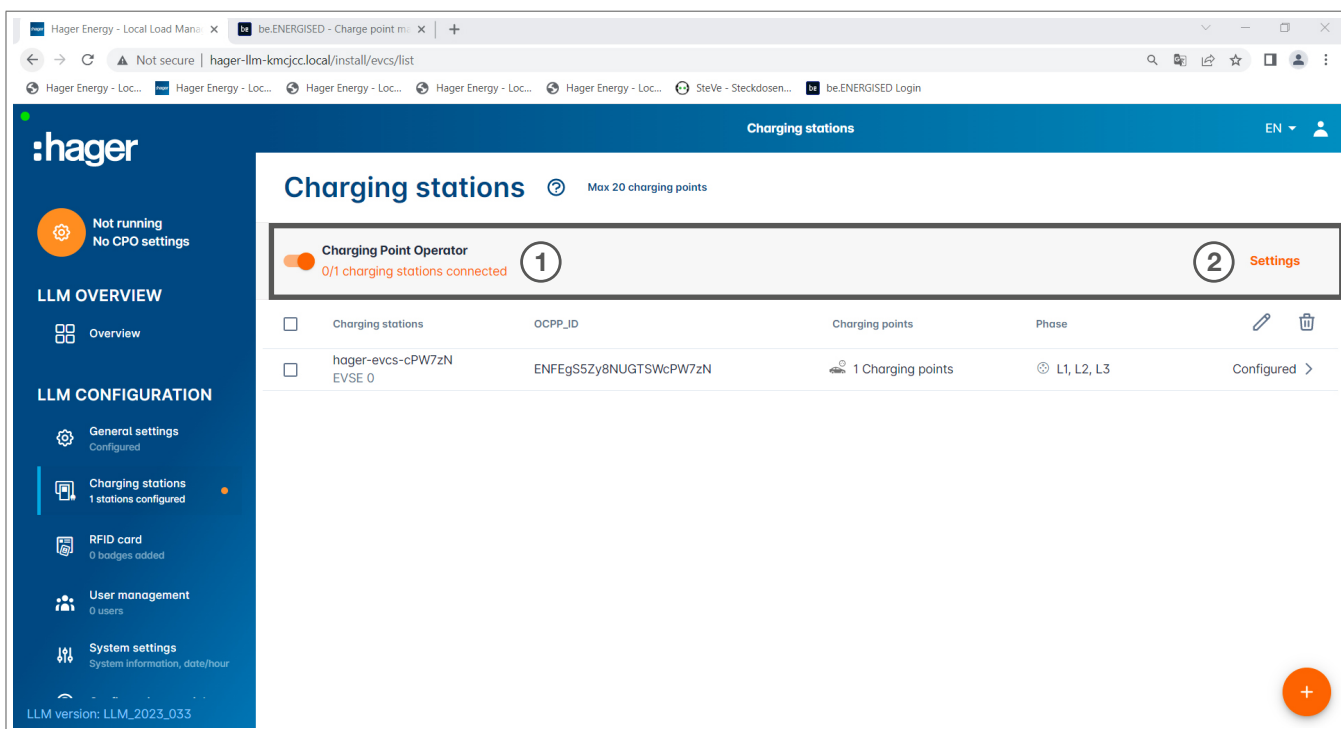 Hager Energy - Local Load Mana
be.ENERGISED - Charge point ma
Not secure | hager-llm-kmcjcc.local/install/evcs/list
Hager Energy - Loc...
Hager Energy - Loc...
Hager Energy - Loc...
Hager Energy - Loc...
Hager Energy - Loc...
SteVe - Steckdosen...
be.ENERGISED Login
:hager
Charging stations
EN
Not running
No CPO settings
LLM OVERVIEW
Overview
LLM CONFIGURATION
General settings
Configured
Charging stations
1 stations configured
RFID card
0 badges added
User management
0 users
System settings
System information, date/hour
LLM version: LLM_2023_033
Charging stations
Max 20 charging points
Charging Point Operator
0/1 charging stations connected
1
2
Settings
Charging stations
OCPP_ID
Charging points
Phase
hager-evcs-cPW7zN
EVSE 0
ENFEgS5Zy8NUGTSWcPW7zN
1 Charging points
L1, L2, L3
Configured